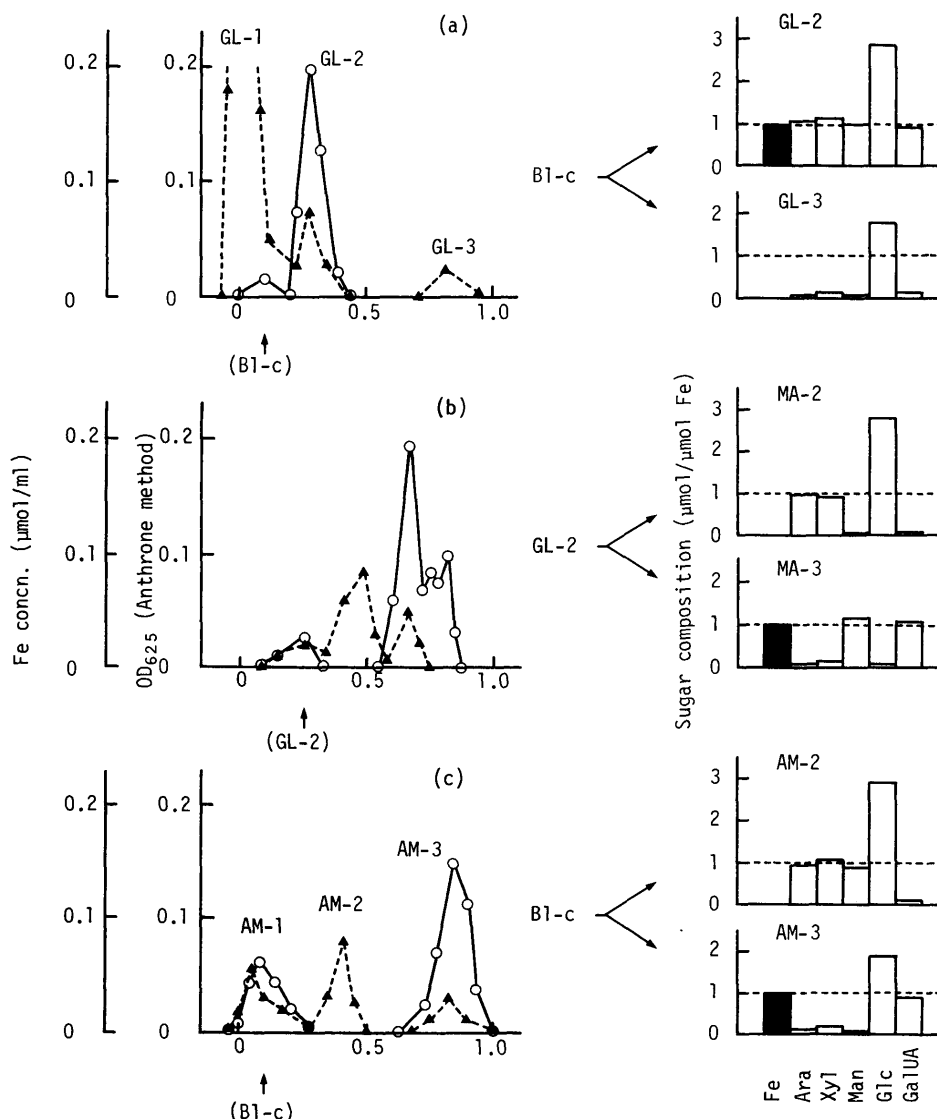 (a)
GL-1
GL-2
GL-3
0.2
0.1
0
0.2
0.1
0
0
0.5
1.0
(Bl-c)
Bl-c
GL-2
3
2
1
0
GL-3
1
0
(b)
0.2
0.1
0
0.2
0.1
0
0
0.5
1.0
(GL-2)
GL-2
MA-2
3
2
1
0
MA-3
1
0
(c)
AM-1
AM-2
AM-3
0.2
0.1
0
0.2
0.1
0
0
0.5
1.0
(Bl-c)
Bl-c
AM-2
3
2
1
0
AM-3
1
0
Fe
Ara
Xyl
Man
Glc
GalUA
Fe concn. (μmol/ml)
OD625 (Anthrone method)
Sugar composition (μmol/μmol Fe)